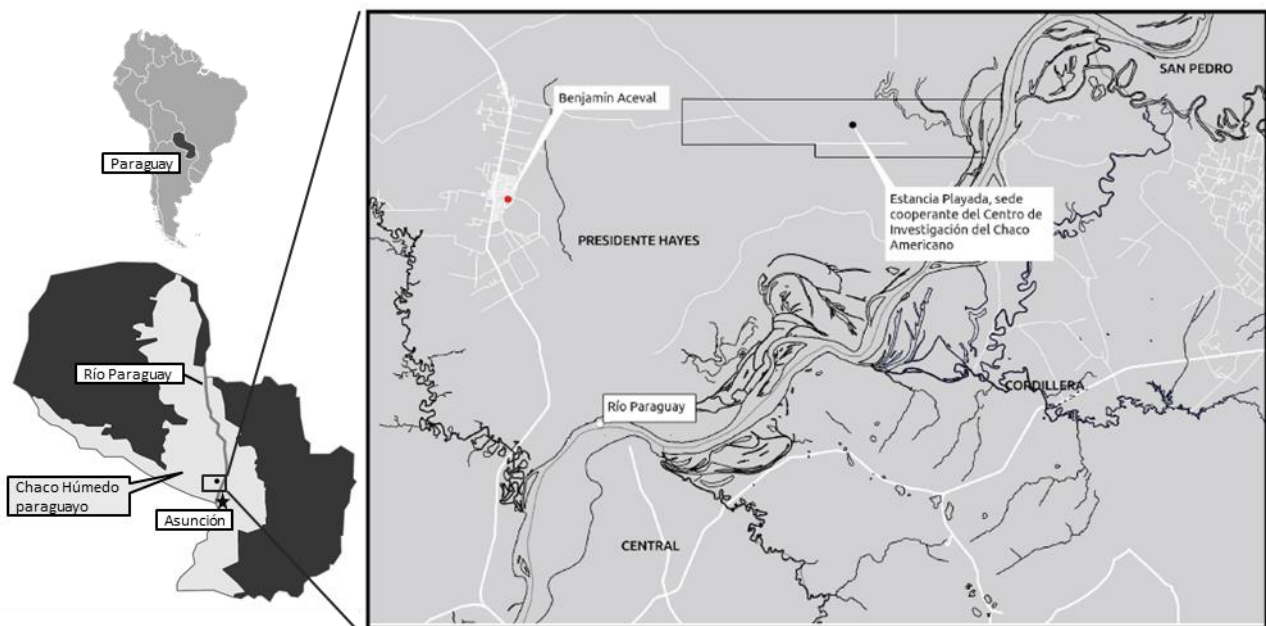 Paraguay
Río Paraguay
Chaco Húmedo
paraguayo
Asunción
SAN PEDRO
Benjamín Aceval
Estancia Playada, sede
cooperante del Centro de
Investigación del Chaco
Americano
PRESIDENTE HAYES
CORDILLERA
Río Paraguay
CENTRAL